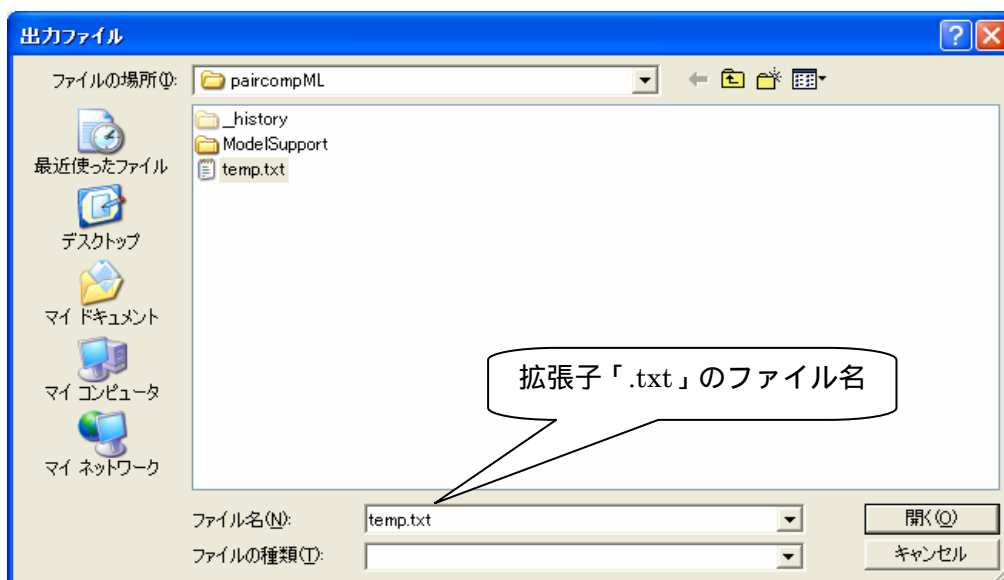 出力ファイル
ファイルの場所(I):
paircompML
_history
ModelSupport
temp.txt
最近使ったファイル
デスクトップ
マイ ドキュメント
マイ コンピュータ
マイ ネットワーク
拡張子「.txt」のファイル名
ファイル名(N):
temp.txt
開く(O)
ファイルの種類(T):
キャンセル